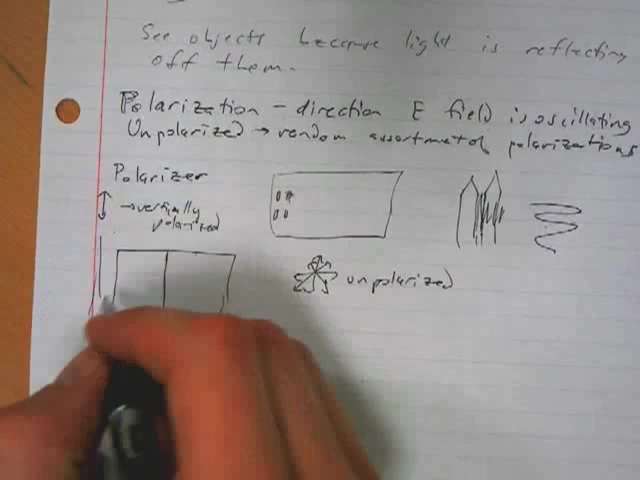 See objects because light is reflecting
off them.
Polarization - direction E field is oscillating
Unpolarized → random assortment of polarizations
Polarizer
→ vertically
polarized
unpolarized